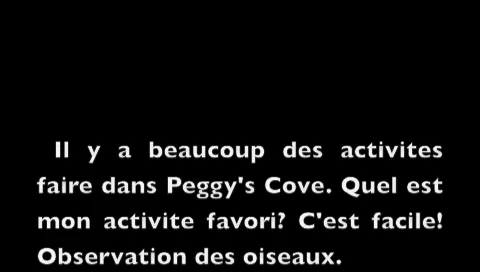 Il y a beaucoup des activites
faire dans Peggy's Cove. Quel est
mon activite favori? C'est facile!
Observation des oiseaux.